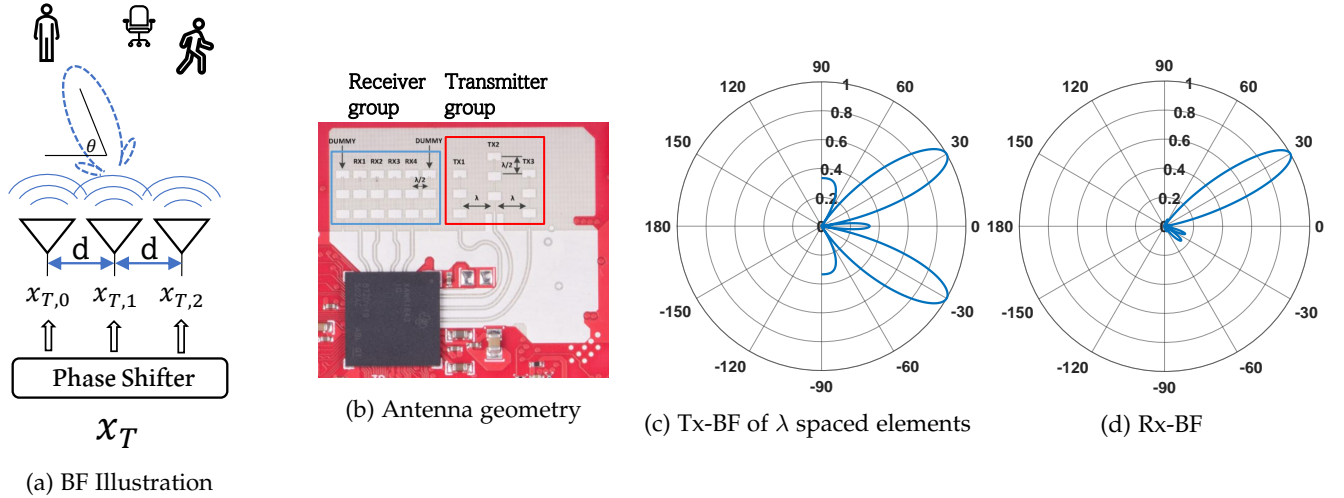 θ
d d
x_{T,0} x_{T,1} x_{T,2}
Phase Shifter
x_T
(a) BF Illustration
Receiver Transmitter
group group
DUMMY DUMMY TX2
RX1 RX2 RX3 RX4 TX1 λ/2 TX3
λ/2
λ λ
(b) Antenna geometry
90
120 1 60
0.8
150 0.6 30
0.4
0.2
180 0 0
-150 -30
-120 -60
-90
(c) Tx-BF of λ spaced elements
90
120 1 60
0.8
150 0.6 30
0.4
0.2
180 0 0
-150 -30
-120 -60
-90
(d) Rx-BF